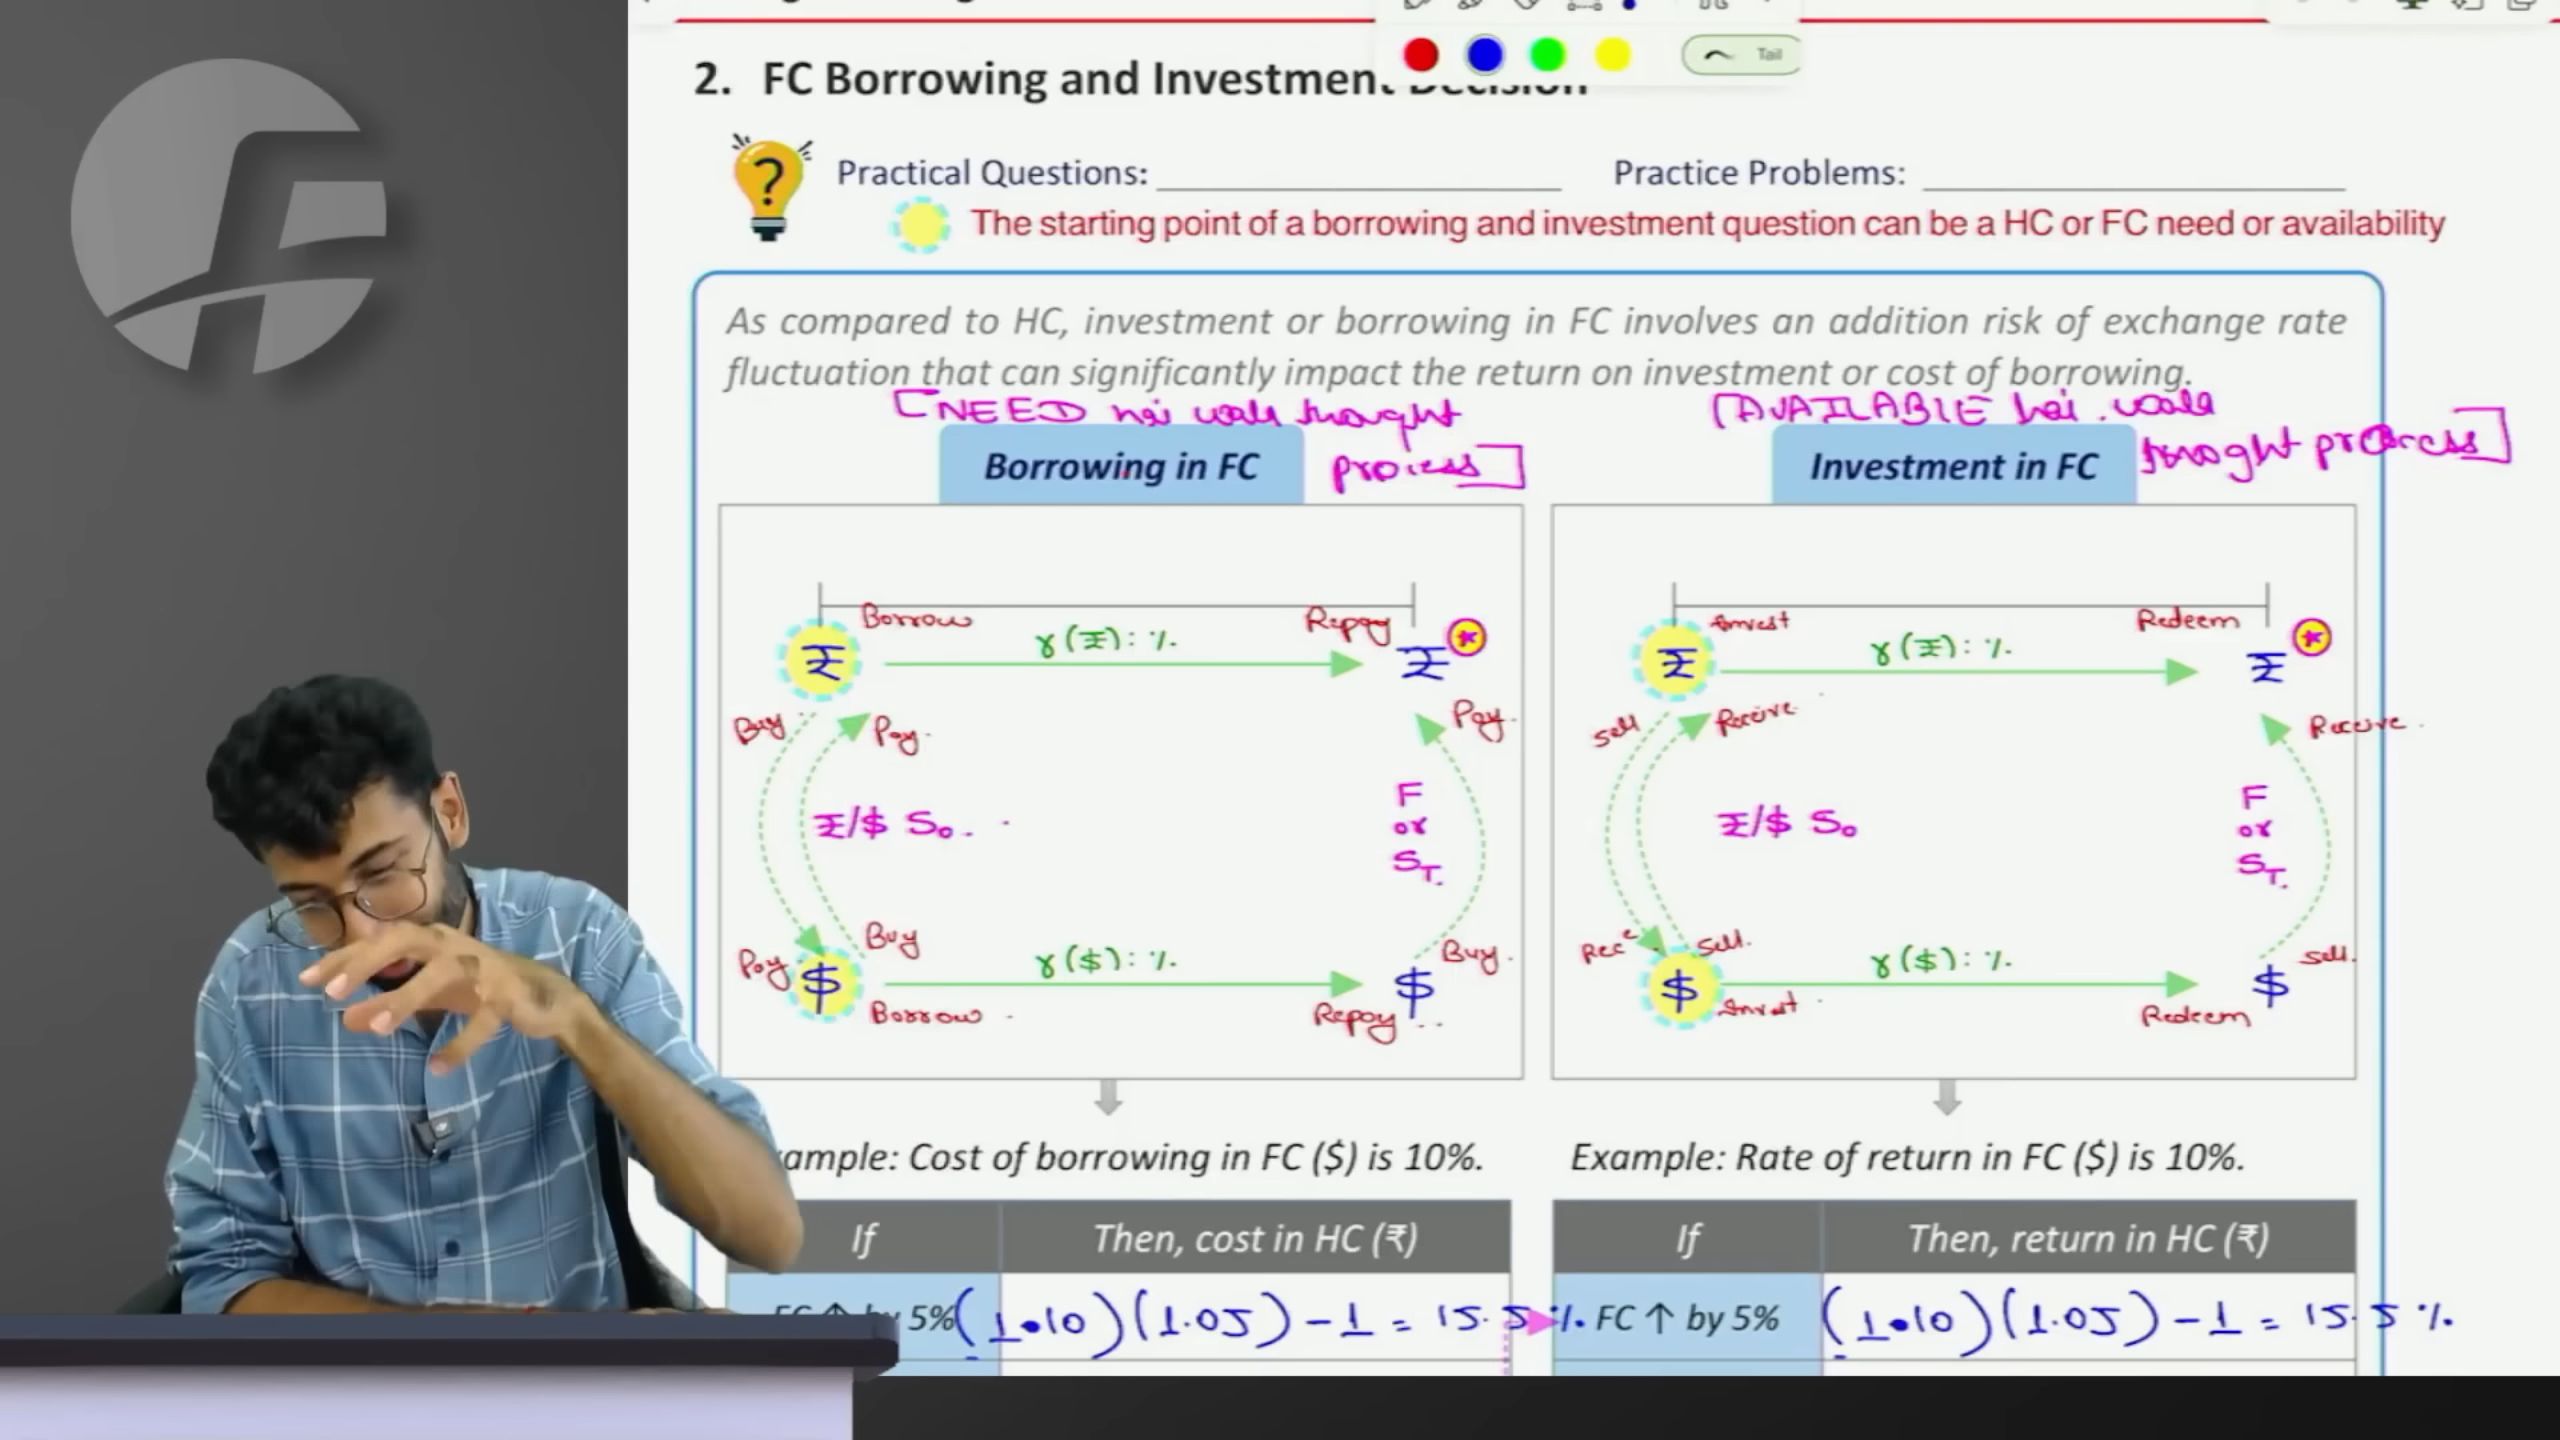 Tail
2. FC Borrowing and Investment Decision
?
Practical Questions:
Practice Problems:
The starting point of a borrowing and investment question can be a HC or FC need or availability
As compared to HC, investment or borrowing in FC involves an addition risk of exchange rate
fluctuation that can significantly impact the return on investment or cost of borrowing.
[NEED hai wala thought
process]
Borrowing in FC
Borrow
Repay
r(₹): %.
₹
₹
Buy
Pay.
Pay.
₹/$ S₀.
F
or
S_T.
Pay
Buy
Buy.
$
r($): %.
$
Borrow
Repay
[AVAILABLE hai. wala
Investment in FC
Invest
Redeem
r(₹): %.
₹
₹
Sell
Receive
Receive
₹/$ S₀
F
or
S_T.
Recᵉ
Sell.
Sell.
$
r($): %.
$
Invest
Redeem
ample: Cost of borrowing in FC ($) is 10%.
If
Then, cost in HC (₹)
5%
(1.10)(1.05) - 1 = 15.5%.
Example: Rate of return in FC ($) is 10%.
If
Then, return in HC (₹)
FC ↑ by 5%
(1.10)(1.05) - 1 = 15.5%.